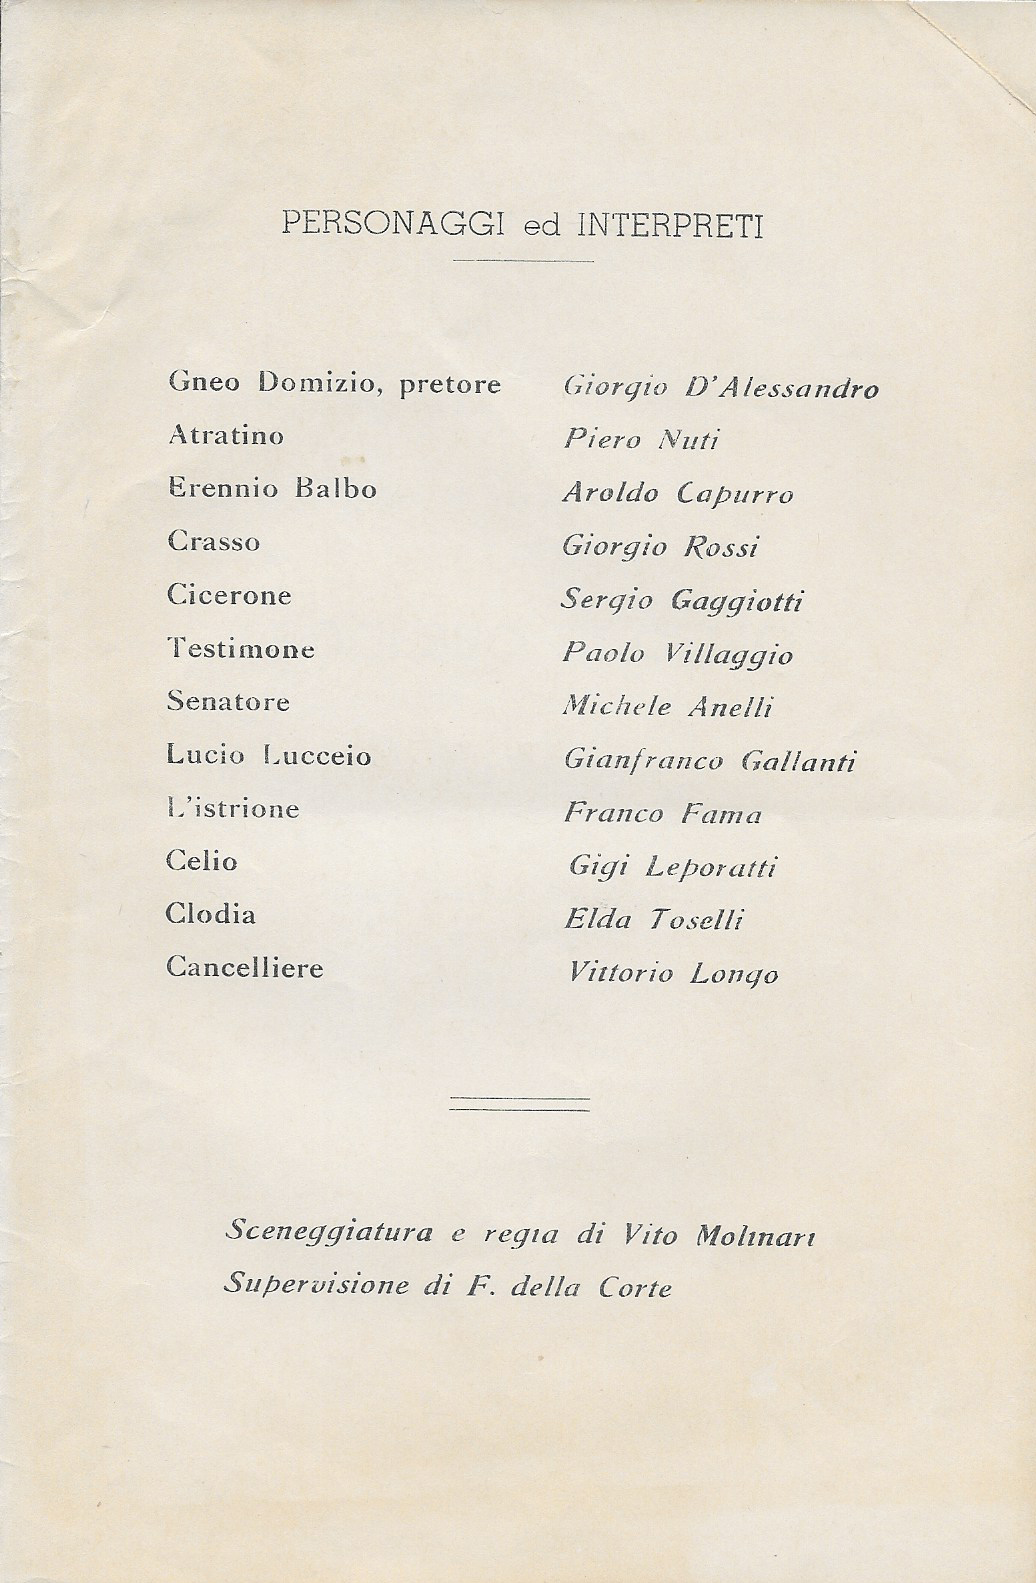 PERSONAGGI ed INTERPRETI
Gneo Domizio, pretore Giorgio D'Alessandro
Atratino Piero Nuti
Erennio Balbo Aroldo Capurro
Crasso Giorgio Rossi
Cicerone Sergio Gaggiotti
Testimone Paolo Villaggio
Senatore Michele Anelli
Lucio Lucceio Gianfranco Gallanti
L'istrione Franco Fama
Celio Gigi Leporatti
Clodia Elda Toselli
Cancelliere Vittorio Longo
Sceneggiatura e regia di Vito Molinari
Supervisione di F. della Corte